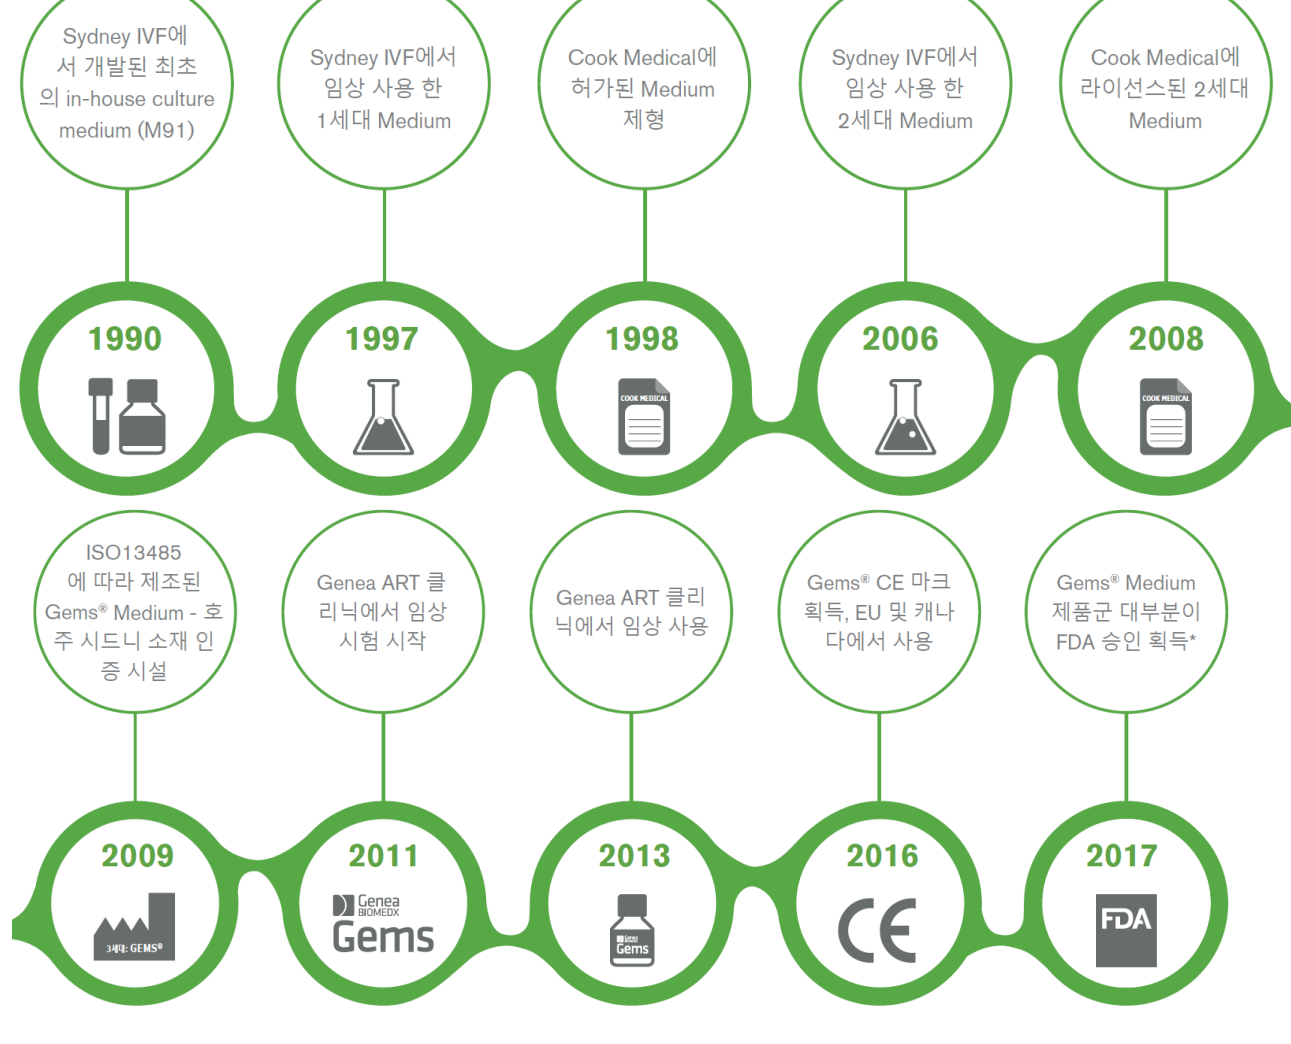 Sydney IVF에
서 개발된 최초
의 in-house culture
medium (M91)
Sydney IVF에서
임상 사용 한
1세대 Medium
Cook Medical에
허가된 Medium
제형
Sydney IVF에서
임상 사용 한
2세대 Medium
Cook Medical에
라이선스된 2세대
Medium
1990
1997
1998
COOK MEDICAL
2006
2008
COOK MEDICAL
ISO13485
에 따라 제조된
Gems® Medium - 호
주 시드니 소재 인
증 시설
Genea ART 클
리닉에서 임상
시험 시작
Genea ART 클리
닉에서 임상 사용
Gems® CE 마크
획득, EU 및 캐나
다에서 사용
Gems® Medium
제품군 대부분이
FDA 승인 획득*
2009
3세대: GEMS®
2011
Genea
BIOMEDX
Gems
2013
Genea
BIOMEDX
Gems
2016
CE
2017
FDA